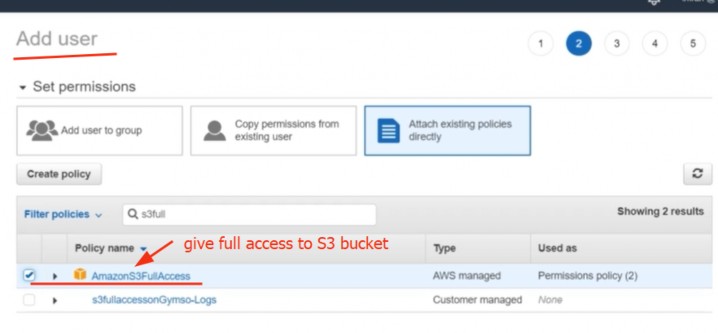 Add user
1 2 3 4 5
Set permissions
Add user to group
Copy permissions from
existing user
Attach existing policies
directly
Create policy
Filter policies
s3full
Showing 2 results
Policy name
give full access to S3 bucket
Type
Used as
AmazonS3FullAccess
AWS managed
Permissions policy (2)
s3fullaccessonGymso-Logs
Customer managed
None